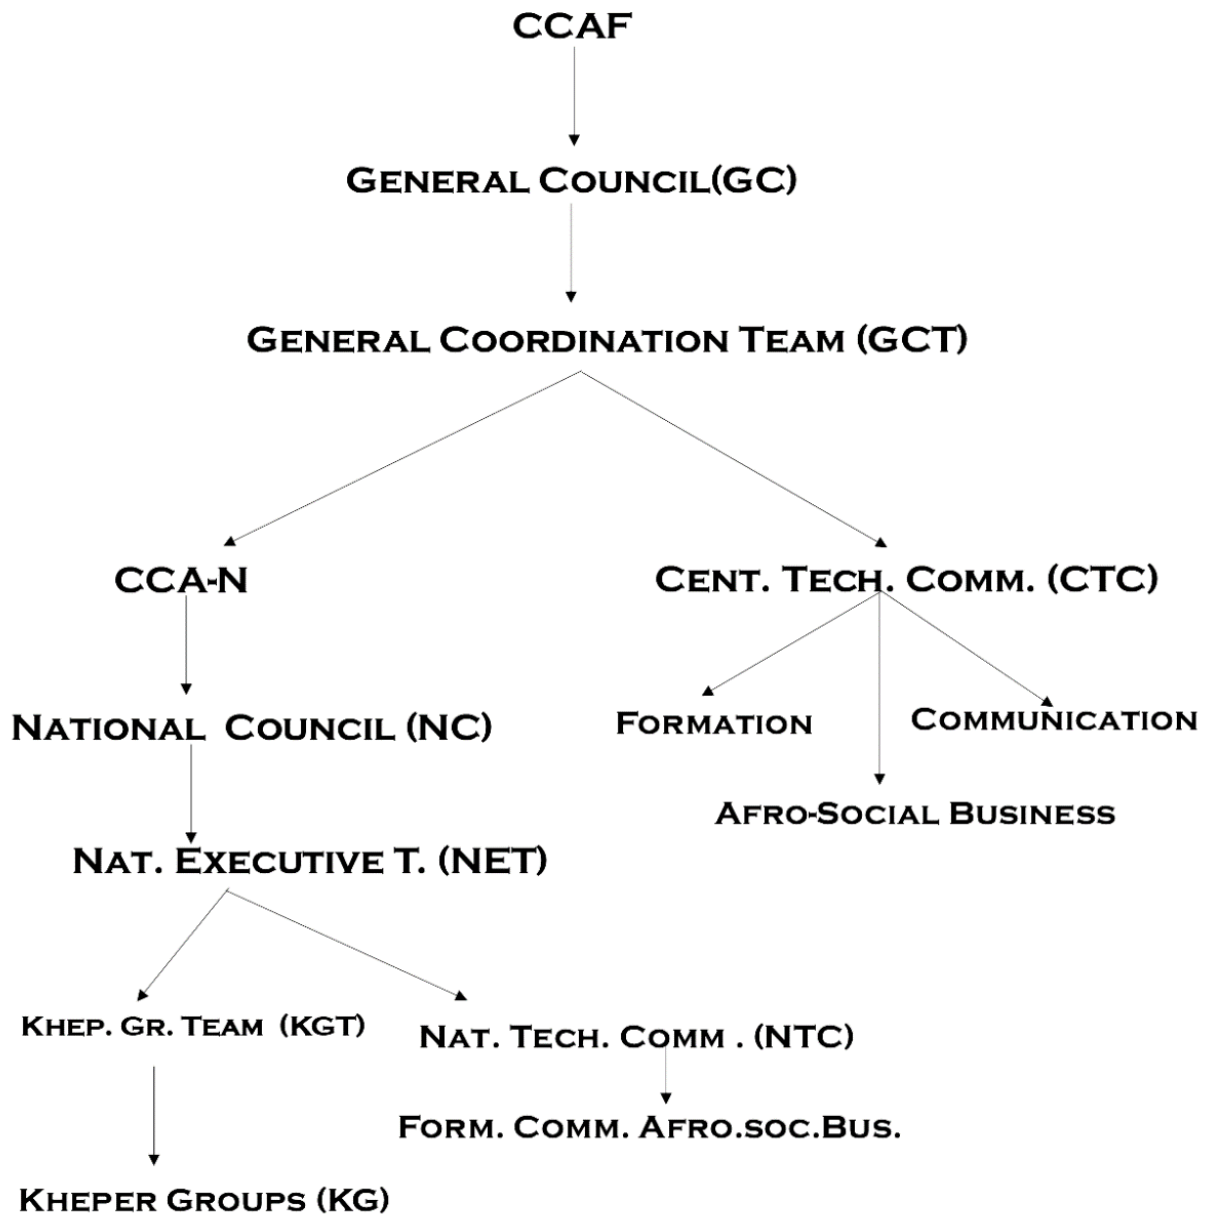 CCAF
GENERAL COUNCIL(GC)
GENERAL COORDINATION TEAM (GCT)
CCA-N
CENT. TECH. COMM. (CTC)
NATIONAL COUNCIL (NC)
FORMATION
COMMUNICATION
AFRO-SOCIAL BUSINESS
NAT. EXECUTIVE T. (NET)
KHEP. GR. TEAM (KGT)
NAT. TECH. COMM . (NTC)
FORM. COMM. AFRO.SOC.BUS.
KHEPER GROUPS (KG)